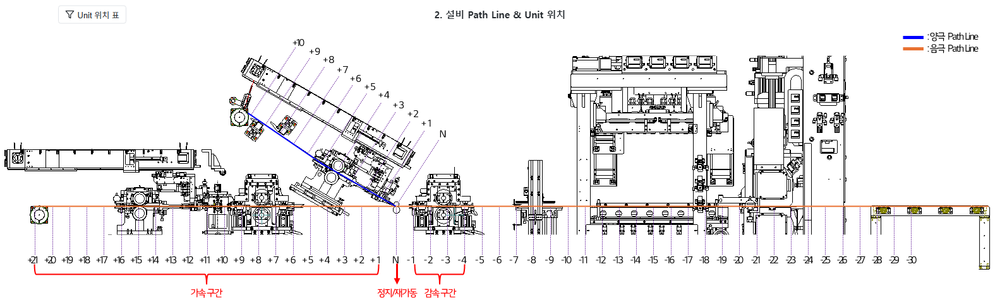 Unit 위치 표
2. 설비 Path Line & Unit 위치
:양극 Path Line
:음극 Path Line
+10
+9
+8
+7
+6
+5
+4
+3
+2
+1
N
+21 +20 +19 +18 +17 +16 +15 +14 +13 +12 +11 +10 +9 +8 +7 +6 +5 +4 +3 +2 +1 N -1 -2 -3 -4 -5 -6 -7 -8 -9 -10 -11 -12 -13 -14 -15 -16 -17 -18 -19 -20 -21 -22 -23 -24 -25 -26 -27 -28 -29 -30
가속 구간 정지/재가동 감속 구간